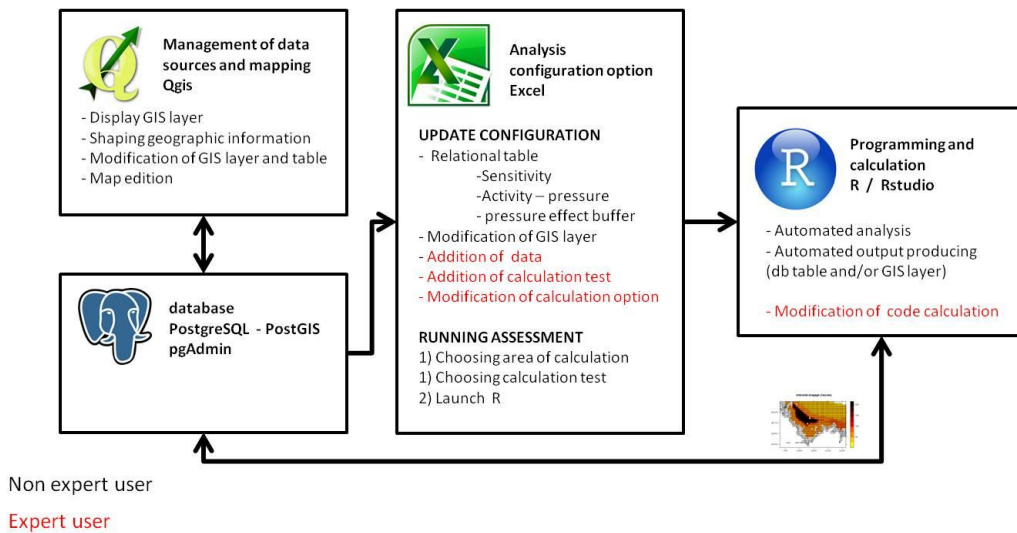 Management of data
sources and mapping
Qgis
- Display GIS layer
- Shaping geographic information
- Modification of GIS layer and table
- Map edition
database
PostgreSQL - PostGIS
pgAdmin
Analysis
configuration option
Excel
UPDATE CONFIGURATION
- Relational table
-Sensitivity
-Activity – pressure
- pressure effect buffer
- Modification of GIS layer
- Addition of data
- Addition of calculation test
- Modification of calculation option
RUNNING ASSESSMENT
1) Choosing area of calculation
1) Choosing calculation test
2) Launch R
R
Programming and
calculation
R / Rstudio
- Automated analysis
- Automated output producing
(db table and/or GIS layer)
- Modification of code calculation
Non expert user
Expert user